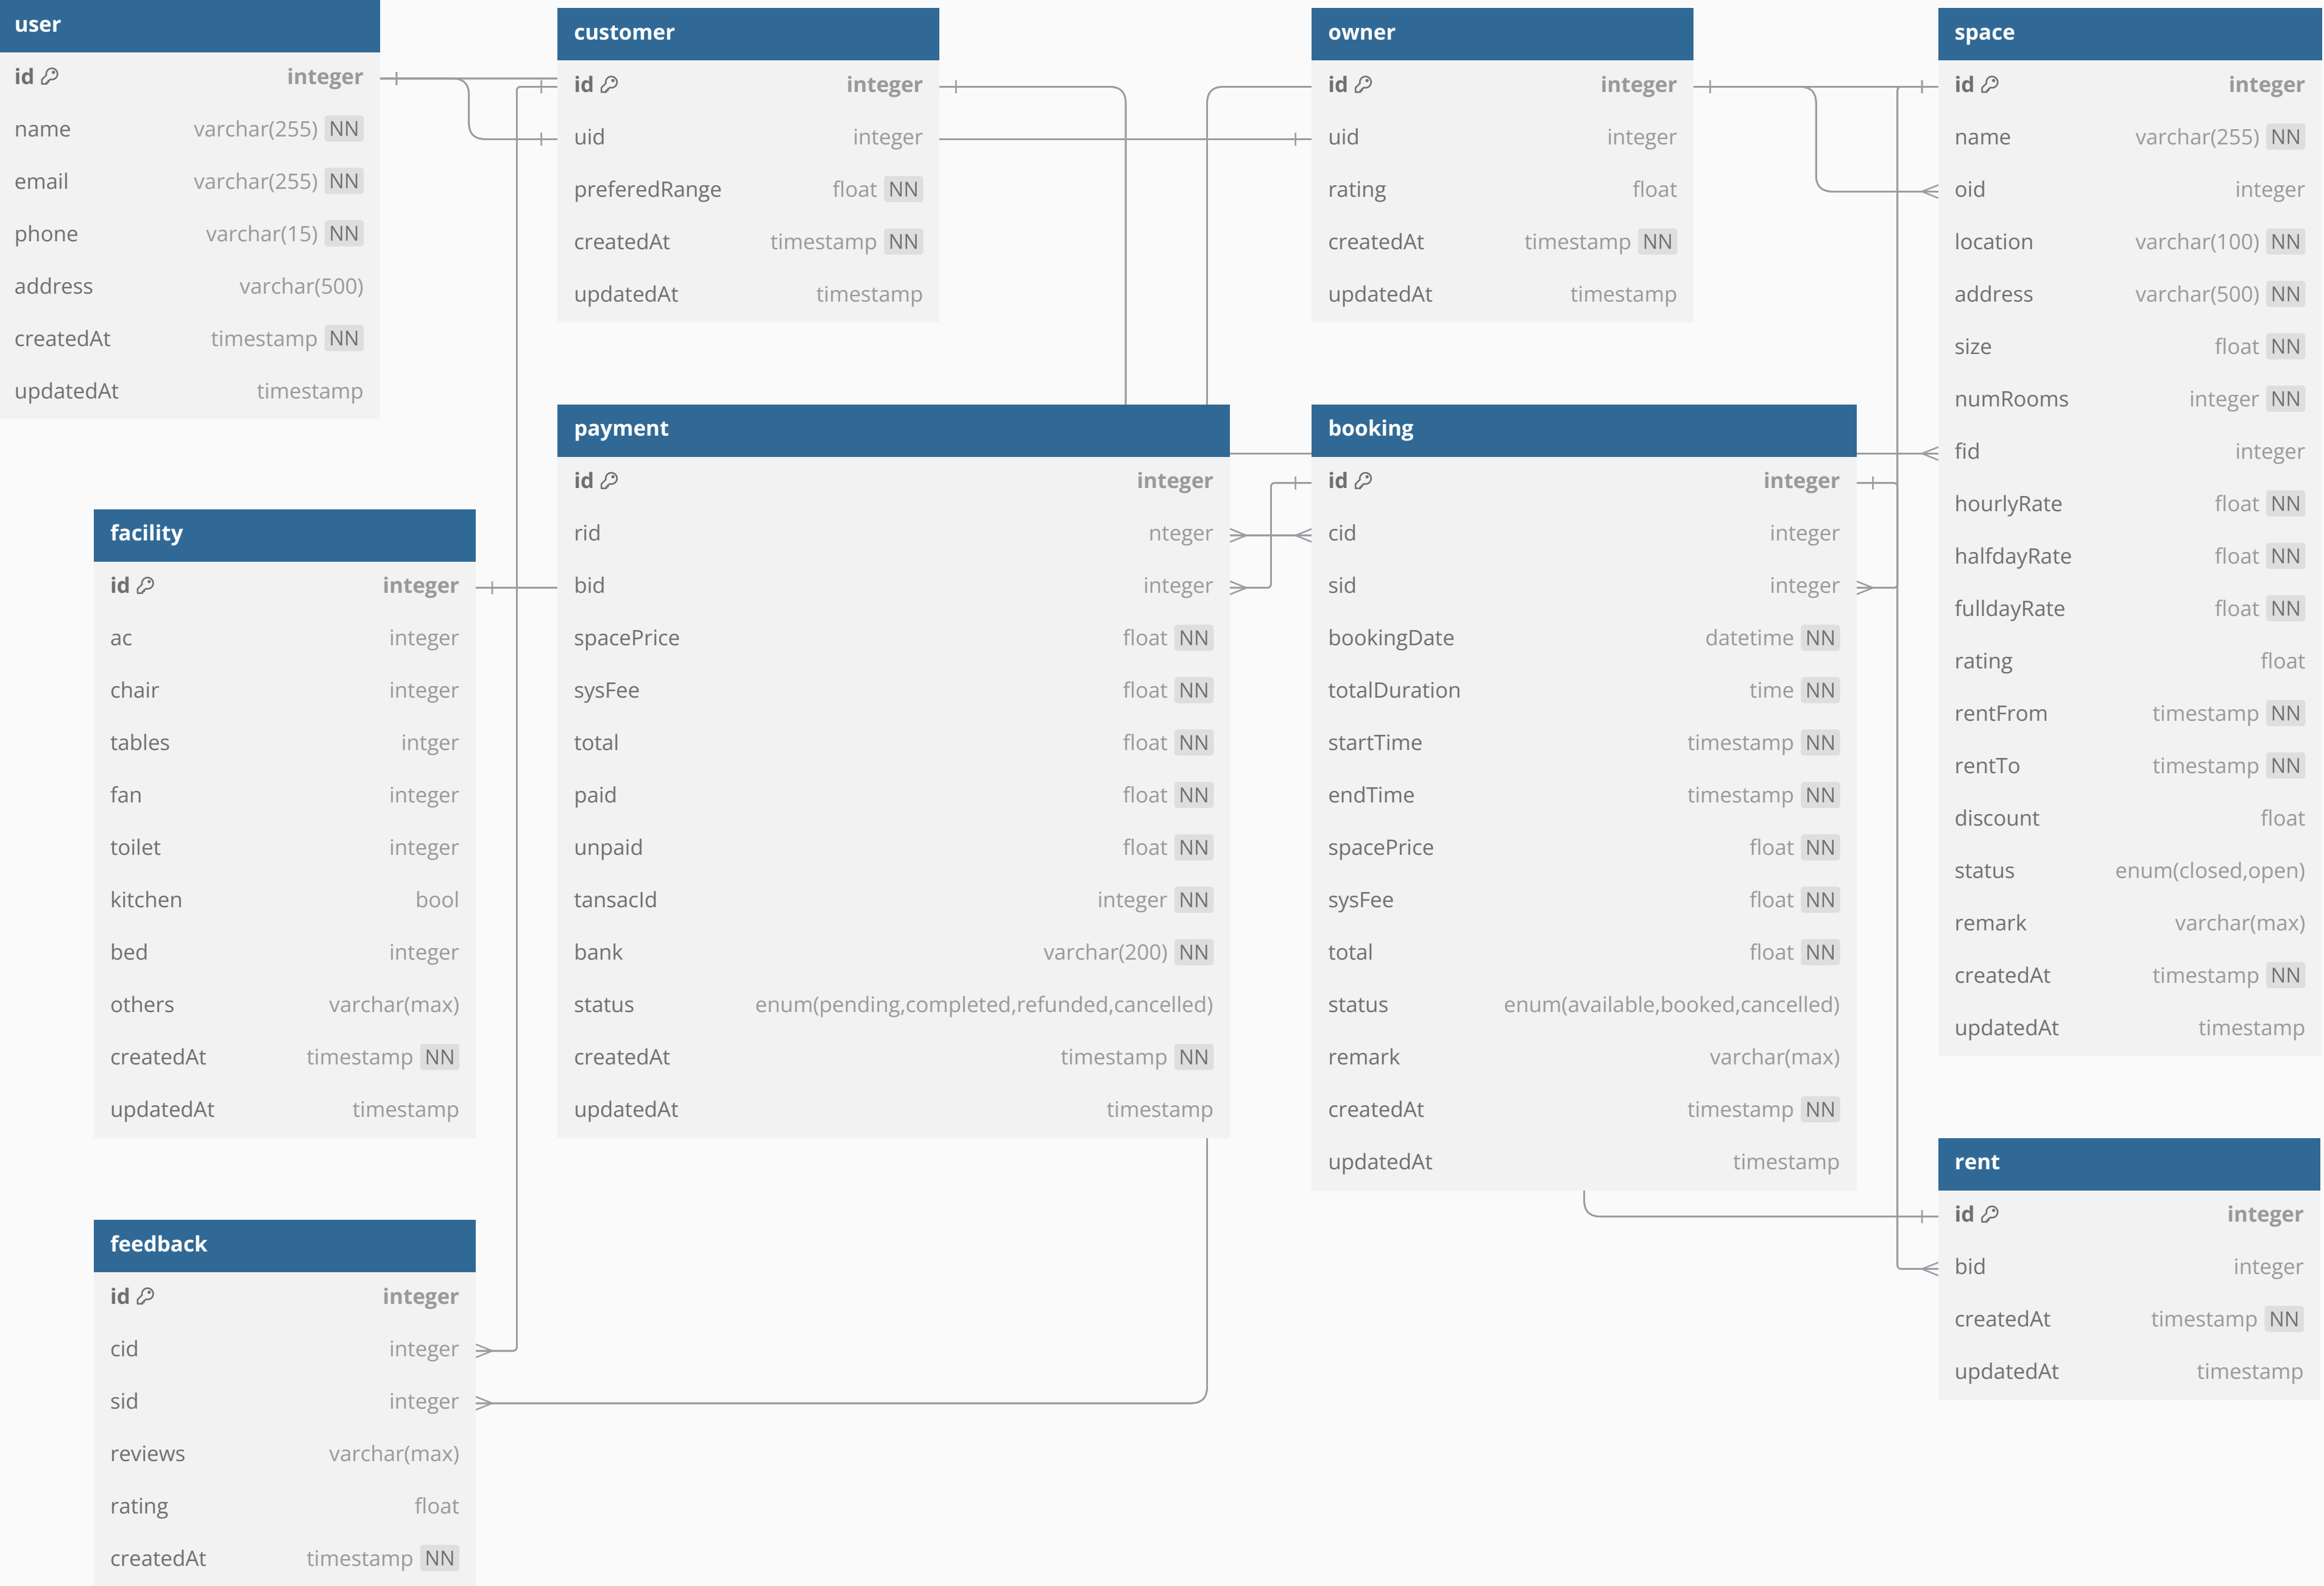 user
id integer
name varchar(255) NN
email varchar(255) NN
phone varchar(15) NN
address varchar(500)
createdAt timestamp NN
updatedAt timestamp
customer
id integer
uid integer
preferedRange float NN
createdAt timestamp NN
updatedAt timestamp
owner
id integer
uid integer
rating float
createdAt timestamp NN
updatedAt timestamp
space
id integer
name varchar(255) NN
oid integer
location varchar(100) NN
address varchar(500) NN
size float NN
numRooms integer NN
fid integer
hourlyRate float NN
halfdayRate float NN
fulldayRate float NN
rating float
rentFrom timestamp NN
rentTo timestamp NN
discount float
status enum(closed,open)
remark varchar(max)
createdAt timestamp NN
updatedAt timestamp
payment
id integer
rid nteger
bid integer
spacePrice float NN
sysFee float NN
total float NN
paid float NN
unpaid float NN
tansacId integer NN
bank varchar(200) NN
status enum(pending,completed,refunded,cancelled)
createdAt timestamp NN
updatedAt timestamp
booking
id integer
cid integer
sid integer
bookingDate datetime NN
totalDuration time NN
startTime timestamp NN
endTime timestamp NN
spacePrice float NN
sysFee float NN
total float NN
status enum(available,booked,cancelled)
remark varchar(max)
createdAt timestamp NN
updatedAt timestamp
facility
id integer
ac integer
chair integer
tables intger
fan integer
toilet integer
kitchen bool
bed integer
others varchar(max)
createdAt timestamp NN
updatedAt timestamp
rent
id integer
bid integer
createdAt timestamp NN
updatedAt timestamp
feedback
id integer
cid integer
sid integer
reviews varchar(max)
rating float
createdAt timestamp NN